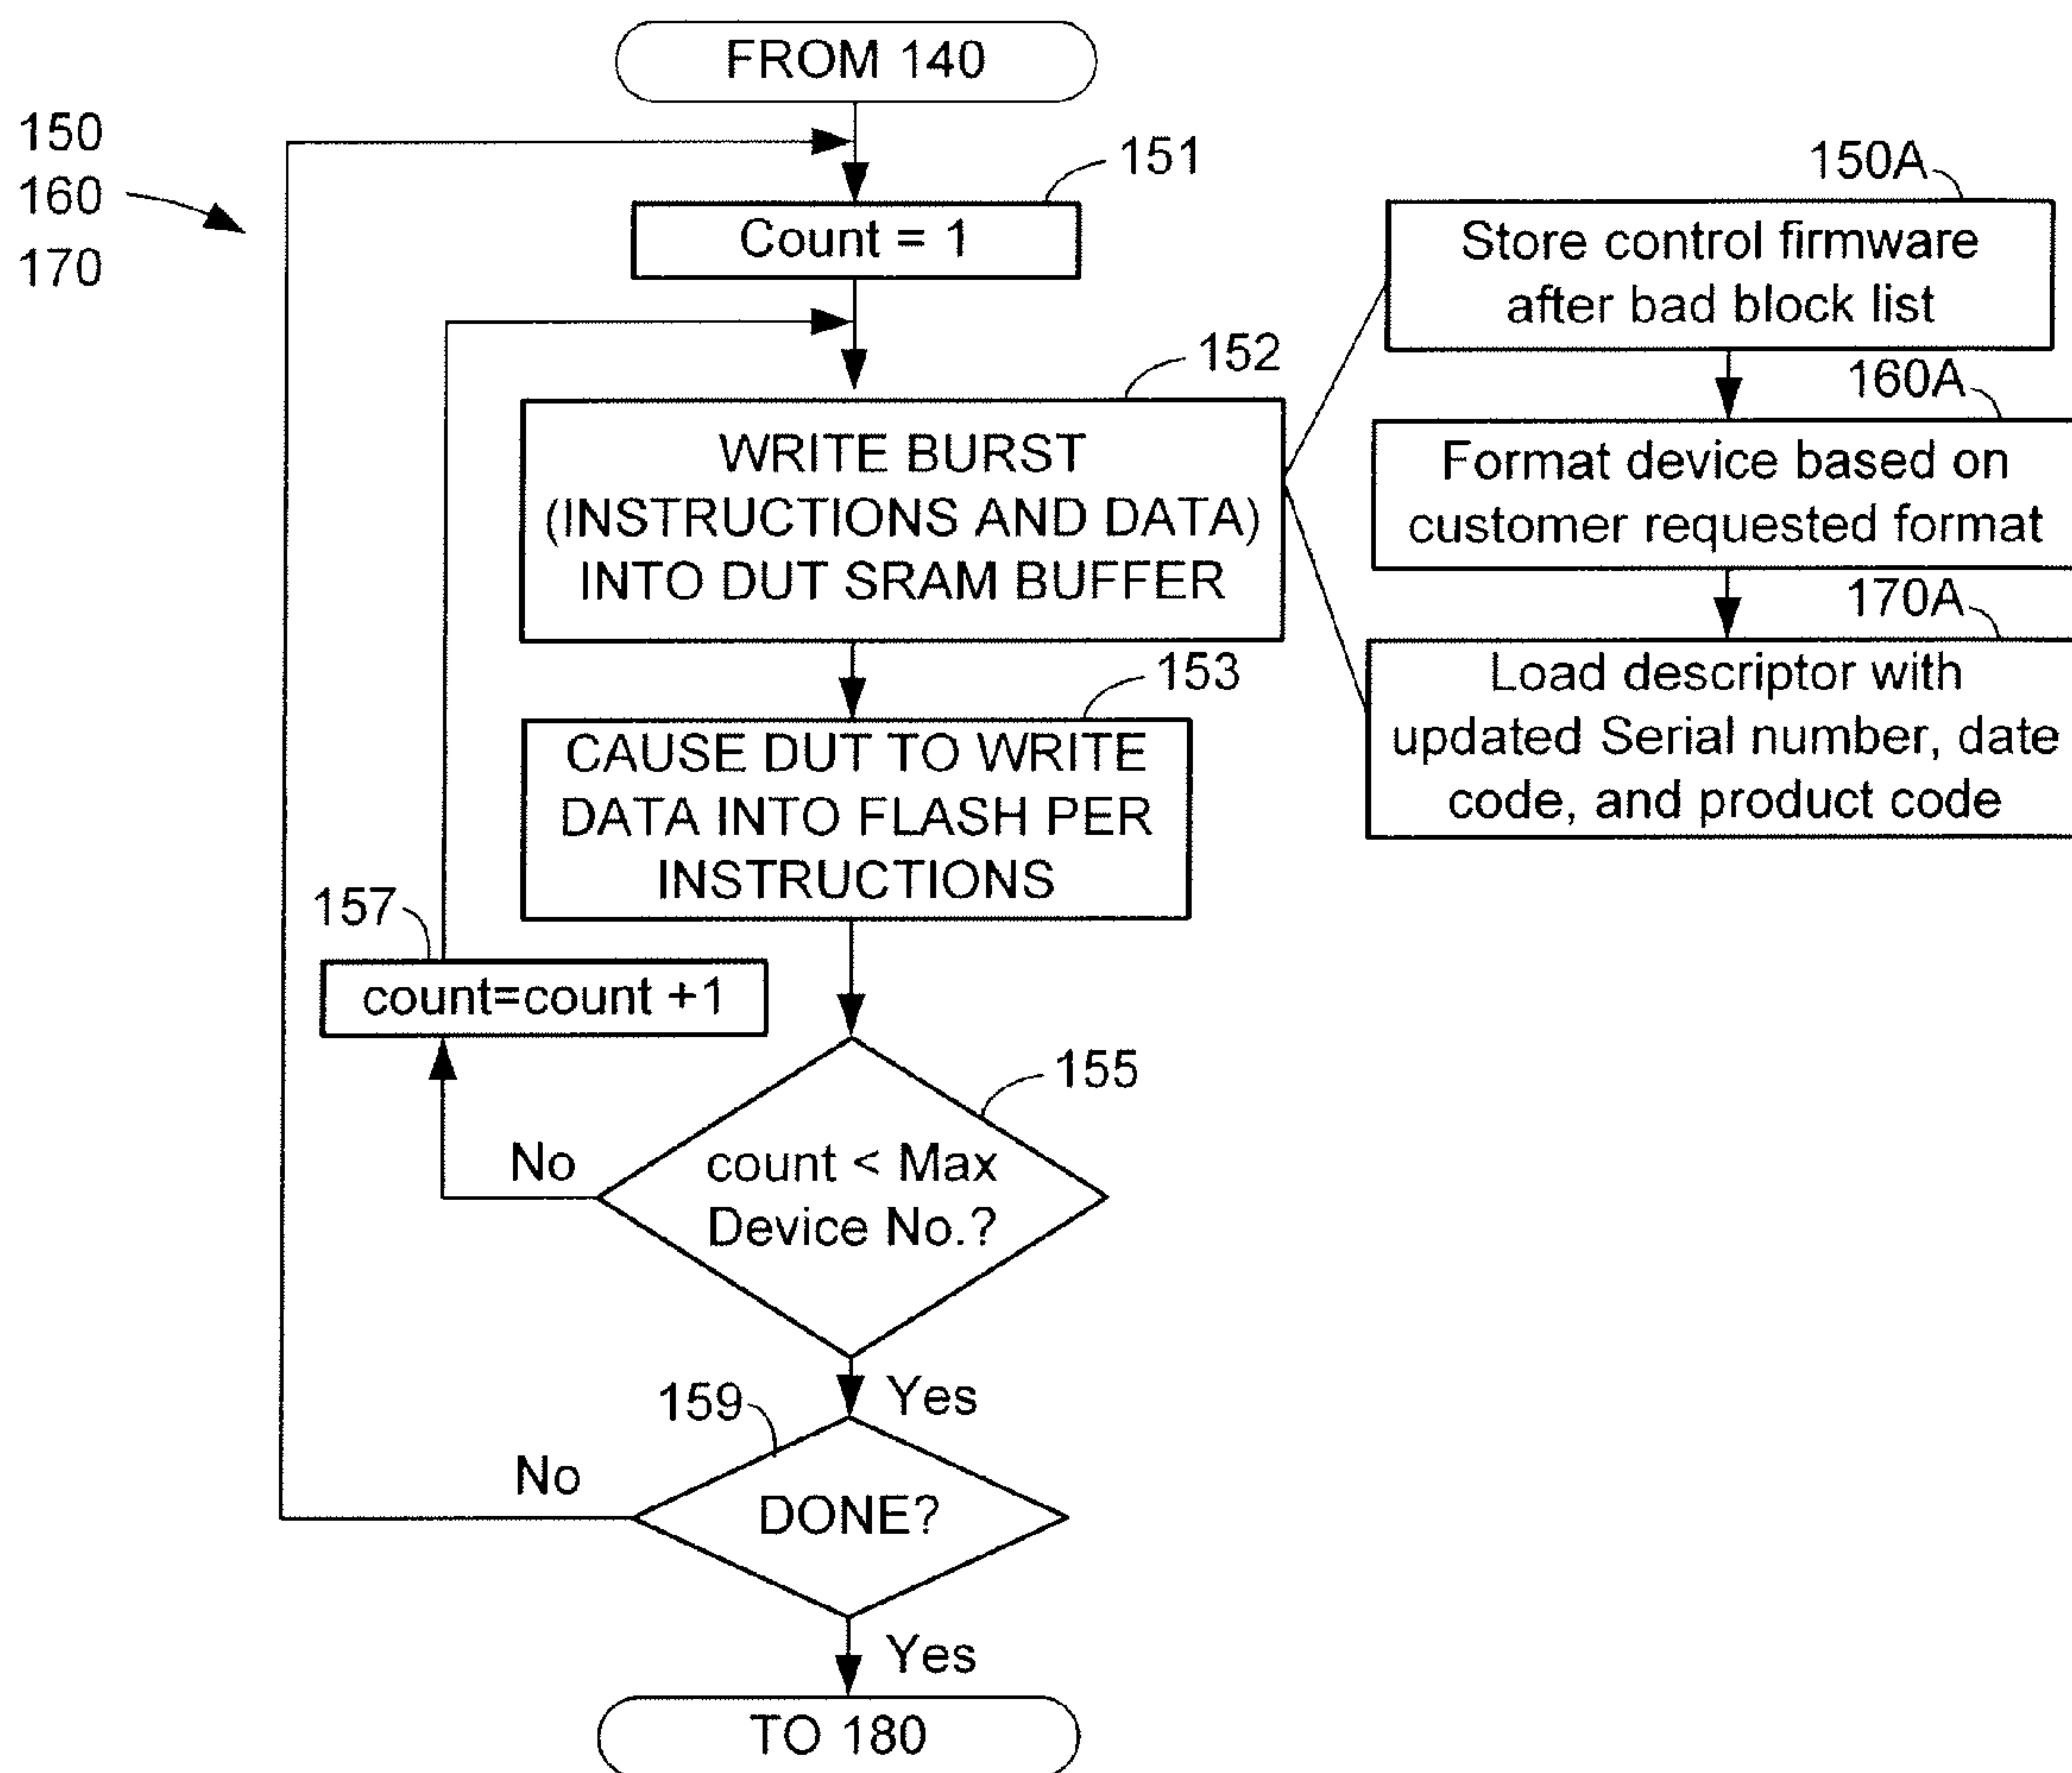 FROM 140
150
160
170
151
Count = 1
152
WRITE BURST
(INSTRUCTIONS AND DATA)
INTO DUT SRAM BUFFER
153
CAUSE DUT TO WRITE
DATA INTO FLASH PER
INSTRUCTIONS
157
count=count +1
155
count < Max
Device No.?
No
Yes
159
DONE?
No
Yes
TO 180
150A
Store control firmware
after bad block list
160A
Format device based on
customer requested format
170A
Load descriptor with
updated Serial number, date
code, and product code